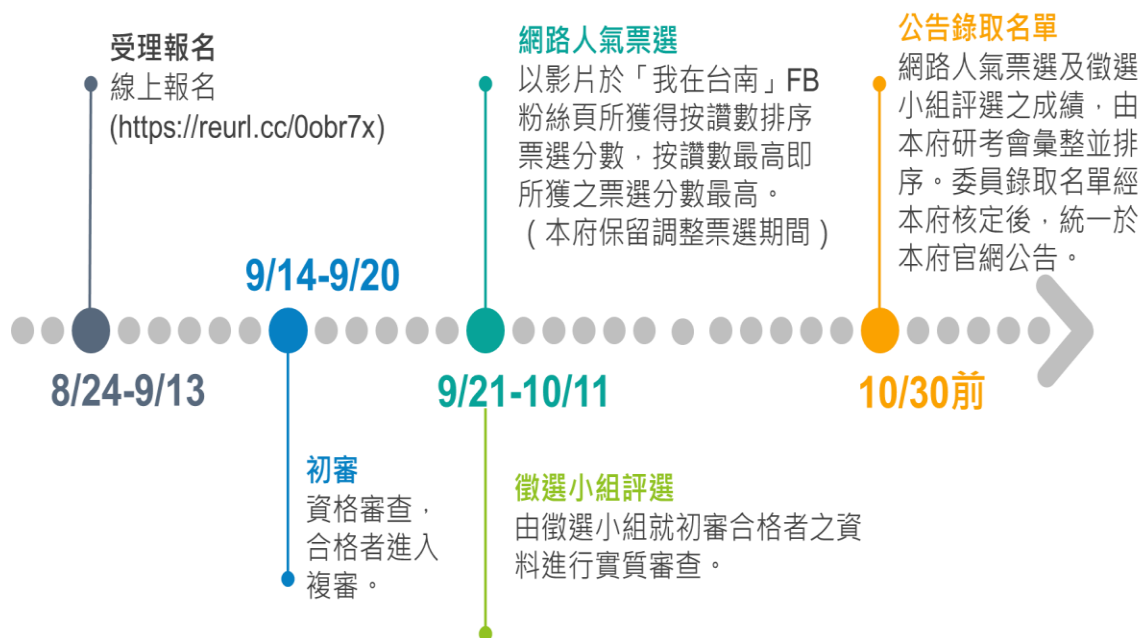 受理報名
線上報名
(https://reurl.cc/0obr7x)
8/24-9/13
9/14-9/20
初審
資格審查，
合格者進入
複審。
網路人氣票選
以影片於「我在台南」FB
粉絲頁所獲得按讚數排序
票選分數，按讚數最高即
所獲之票選分數最高。
（本府保留調整票選期間）
9/21-10/11
徵選小組評選
由徵選小組就初審合格者之資
料進行實質審查。
公告錄取名單
網路人氣票選及徵選
小組評選之成績，由
本府研考會彙整並排
序。委員錄取名單經
本府核定後，統一於
本府官網公告。
10/30前